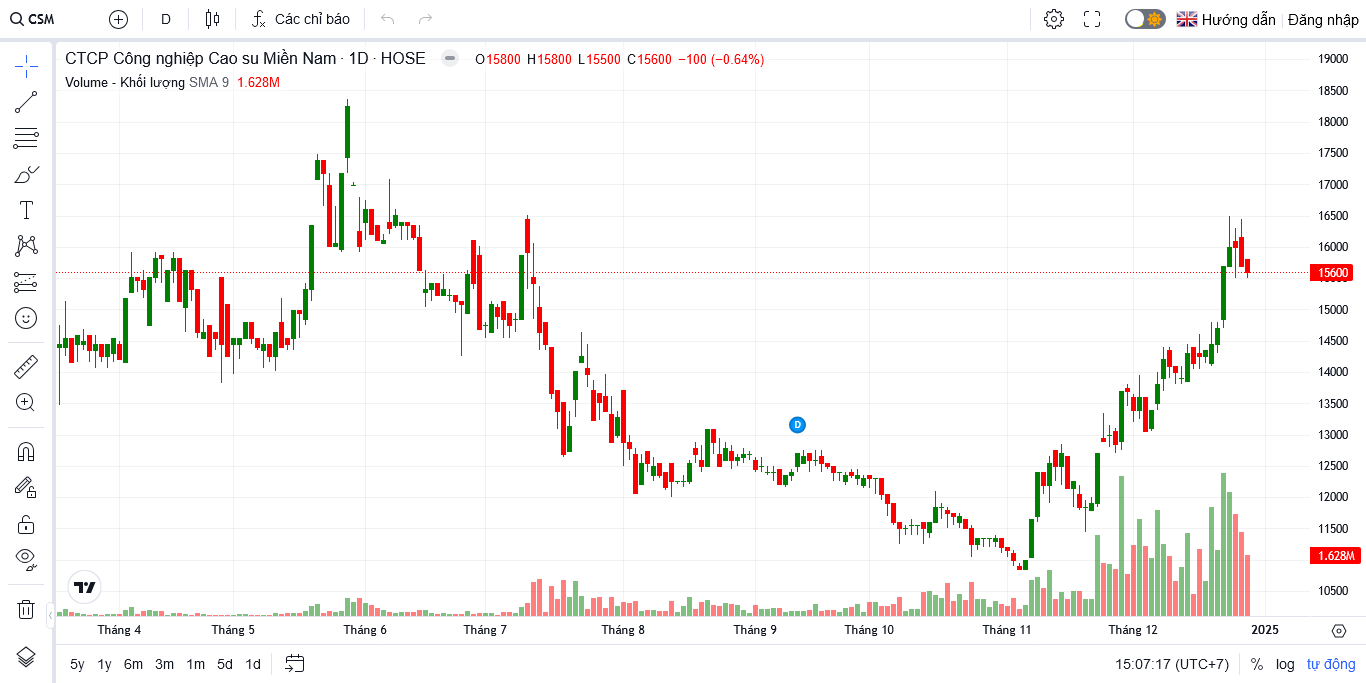 CSM D Các chỉ báo Hướng dẫn Đăng nhập
CTCP Công nghiệp Cao su Miền Nam · 1D · HOSE O15800 H15800 L15500 C15600 −100 (−0.64%)
Volume - Khối lượng SMA 9 1.628M
19000
18500
18000
17500
17000
16500
16000
15600
15000
14500
14000
13500
13000
12500
12000
11500
1.628M
10500
D
Tháng 4 Tháng 5 Tháng 6 Tháng 7 Tháng 8 Tháng 9 Tháng 10 Tháng 11 Tháng 12 2025
5y 1y 6m 3m 1m 5d 1d 15:07:17 (UTC+7) % log tự động